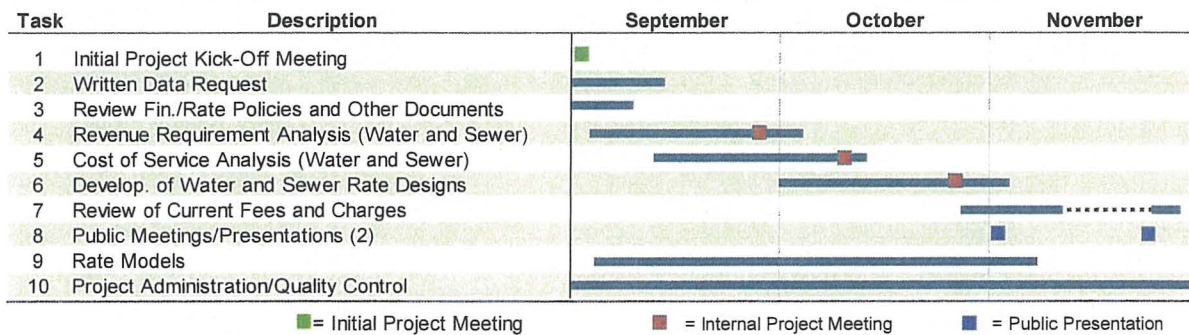 Task Description September October November
1 Initial Project Kick-Off Meeting
2 Written Data Request
3 Review Fin./Rate Policies and Other Documents
4 Revenue Requirement Analysis (Water and Sewer)
5 Cost of Service Analysis (Water and Sewer)
6 Develop. of Water and Sewer Rate Designs
7 Review of Current Fees and Charges
8 Public Meetings/Presentations (2)
9 Rate Models
10 Project Administration/Quality Control
= Initial Project Meeting = Internal Project Meeting = Public Presentation